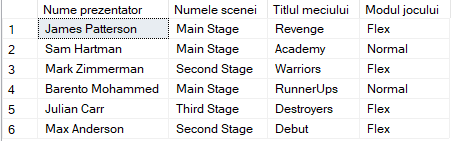 Nume prezentator Numele scenei Titlul meciului Modul jocului
1 James Patterson Main Stage Revenge Flex
2 Sam Hartman Main Stage Academy Normal
3 Mark Zimmerman Second Stage Warriors Flex
4 Barento Mohammed Main Stage RunnerUps Normal
5 Julian Carr Third Stage Destroyers Flex
6 Max Anderson Second Stage Debut Flex